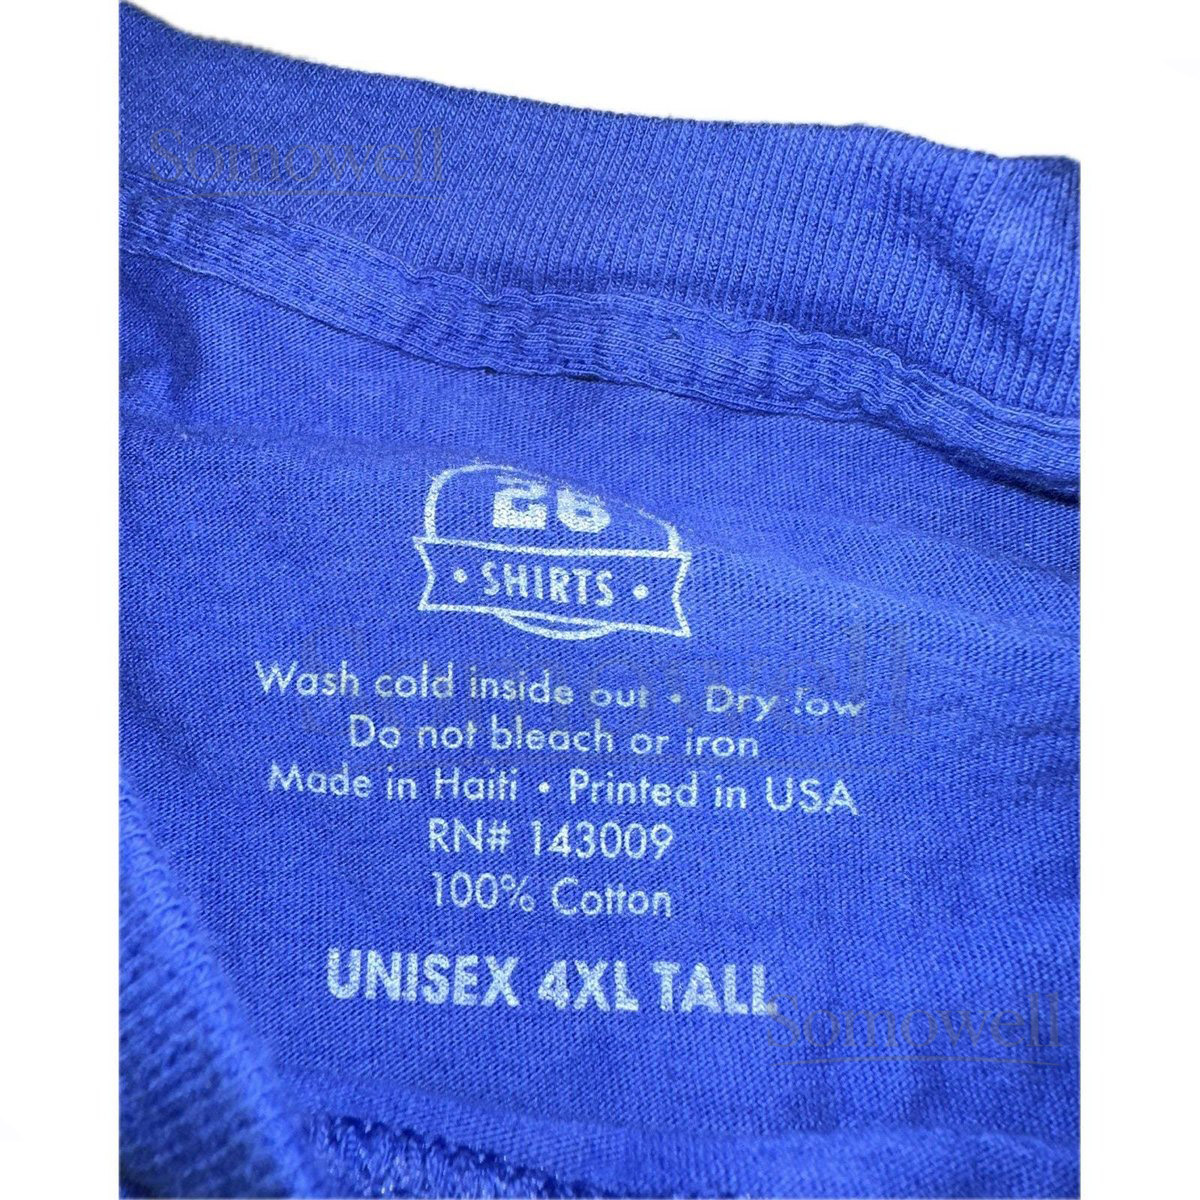 Somowell
26
• SHIRTS •
Wash cold inside out • Dry low
Do not bleach or iron
Made in Haiti • Printed in USA
RN# 143009
100% Cotton
UNISEX 4XL TALL
Somowell